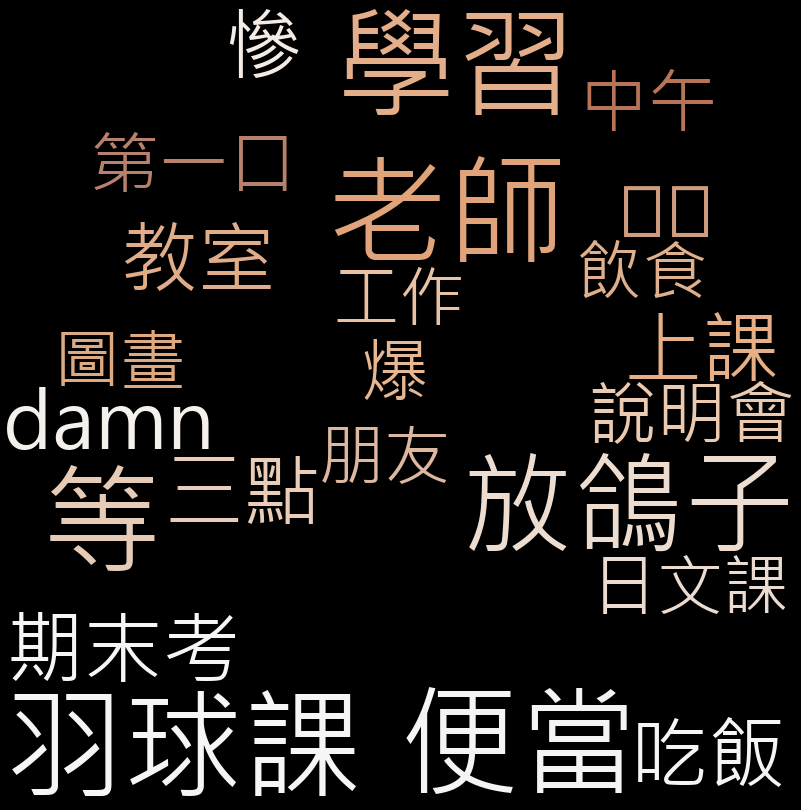 慘
學習
中午
第一口
老師
教室
飲食
工作
上課
圖畫
爆
說明會
damn
朋友
三點
放鴿子
等
日文課
期末考
羽球課
便當
吃飯